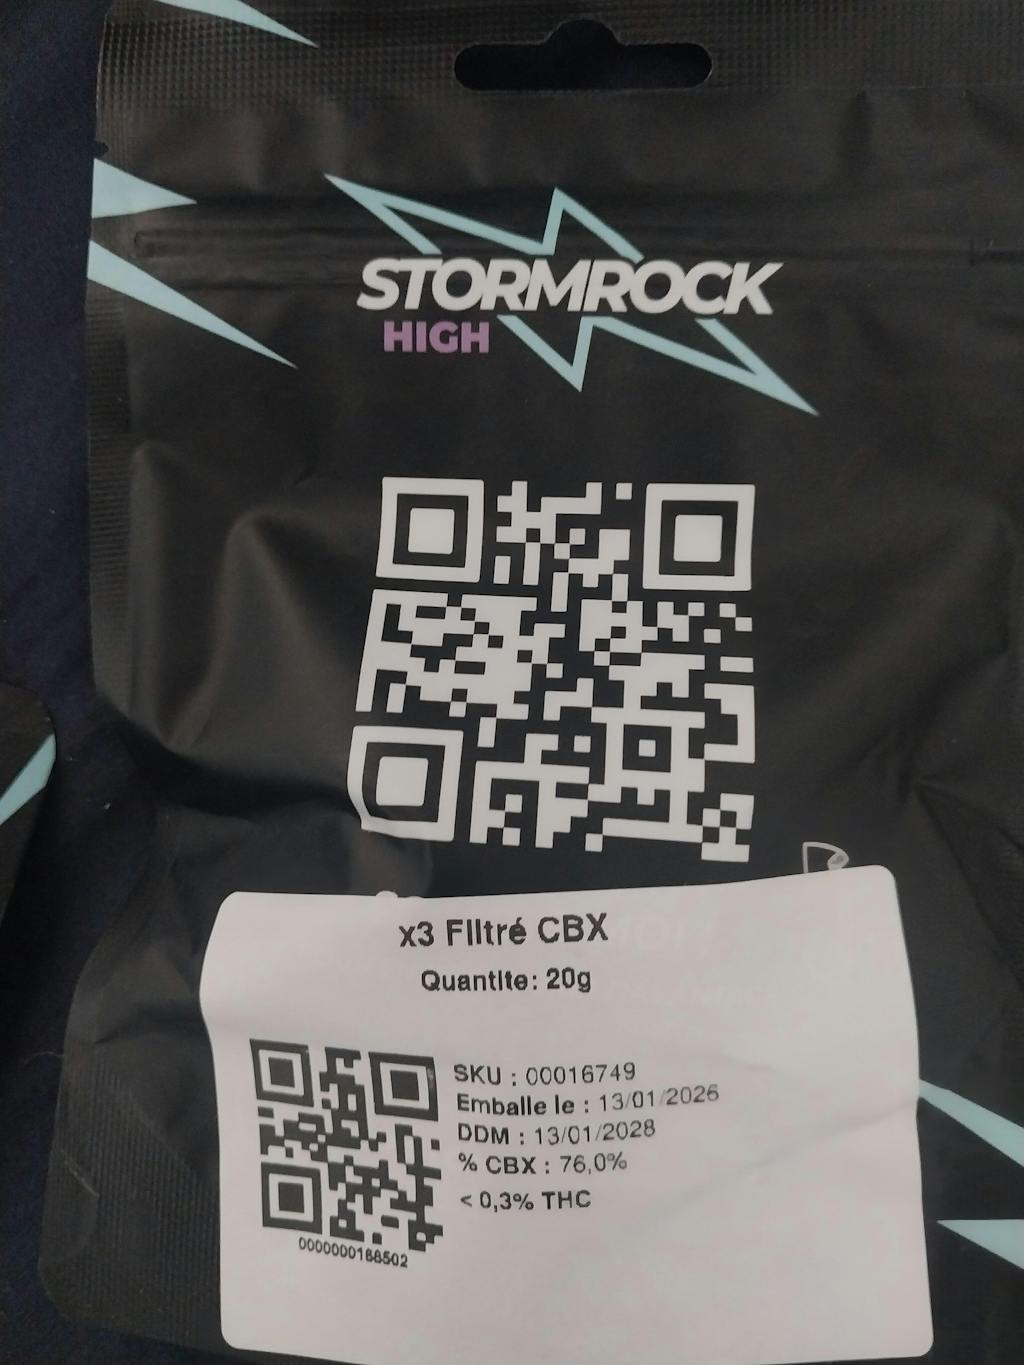 STORMROCK
HIGH
x3 Filtré CBX
Quantite: 20g
SKU : 00016749
Emballe le : 13/01/2026
DDM : 13/01/2028
% CBX : 76,0%
< 0,3% THC
0000000168502